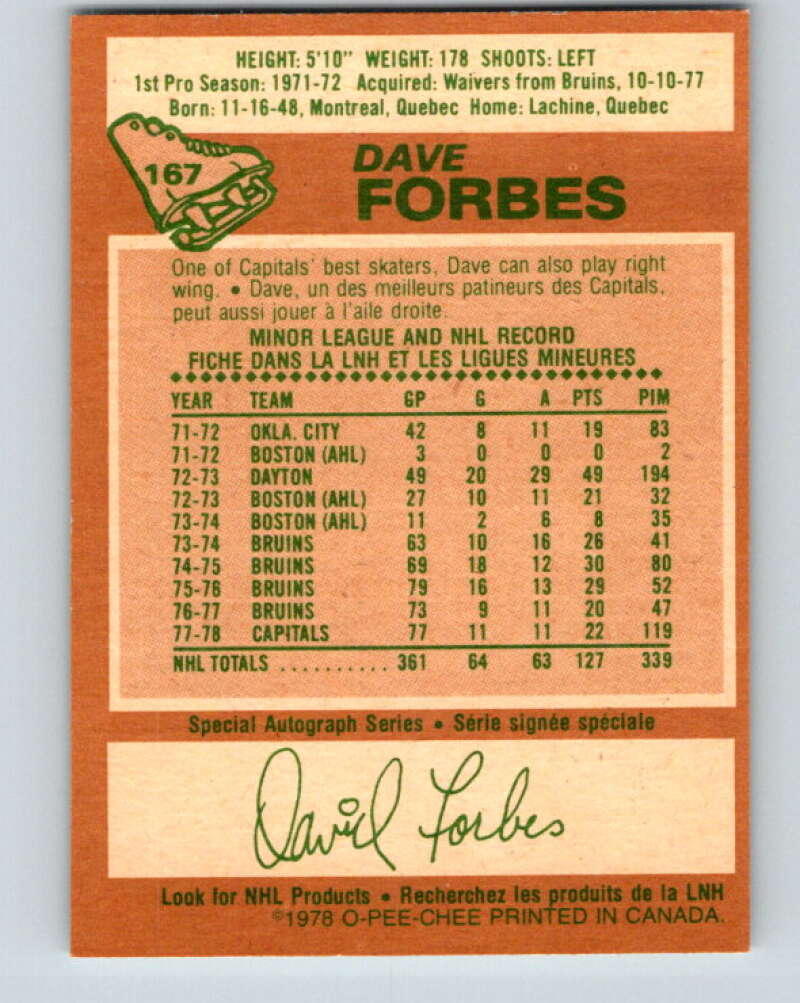 HEIGHT: 5'10" WEIGHT: 178 SHOOTS: LEFT
1st Pro Season: 1971-72 Acquired: Waivers from Bruins, 10-10-77
Born: 11-16-48, Montreal, Quebec Home: Lachine, Quebec
167
DAVE
FORBES
One of Capitals' best skaters, Dave can also play right
wing. • Dave, un des meilleurs patineurs des Capitals,
peut aussi jouer à l'aile droite.
MINOR LEAGUE AND NHL RECORD
FICHE DANS LA LNH ET LES LIGUES MINEURES
YEAR TEAM GP G A PTS PIM
71-72 OKLA. CITY 42 8 11 19 83
71-72 BOSTON (AHL) 3 0 0 0 2
72-73 DAYTON 49 20 29 49 194
72-73 BOSTON (AHL) 27 10 11 21 32
73-74 BOSTON (AHL) 11 2 6 8 35
73-74 BRUINS 63 10 16 26 41
74-75 BRUINS 69 18 12 30 80
75-76 BRUINS 79 16 13 29 52
76-77 BRUINS 73 9 11 20 47
77-78 CAPITALS 77 11 11 22 119
NHL TOTALS .......... 361 64 63 127 339
Special Autograph Series • Série signée spéciale
David Forbes
Look for NHL Products • Recherchez les produits de la LNH
©1978 O-PEE-CHEE PRINTED IN CANADA.